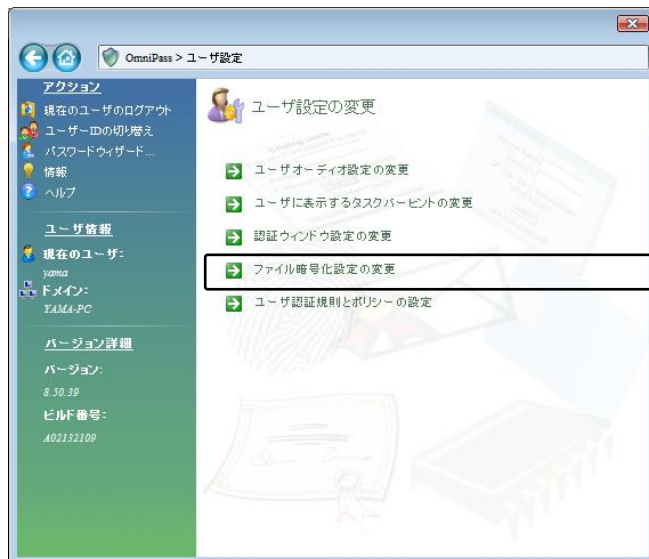 OmniPass > ユーザ設定
アクション
現在のユーザのログアウト
ユーザーIDの切り替え
パスワードウィザード...
情報
ヘルプ
ユーザ情報
現在のユーザ:
yama
ドメイン:
YAMA-PC
バージョン詳細
バージョン:
8.50.39
ビルド番号:
A02132109
ユーザ設定の変更
ユーザオーディオ設定の変更
ユーザに表示するタスクバーヒントの変更
認証ウィンドウ設定の変更
ファイル暗号化設定の変更
ユーザ認証規則とポリシーの設定